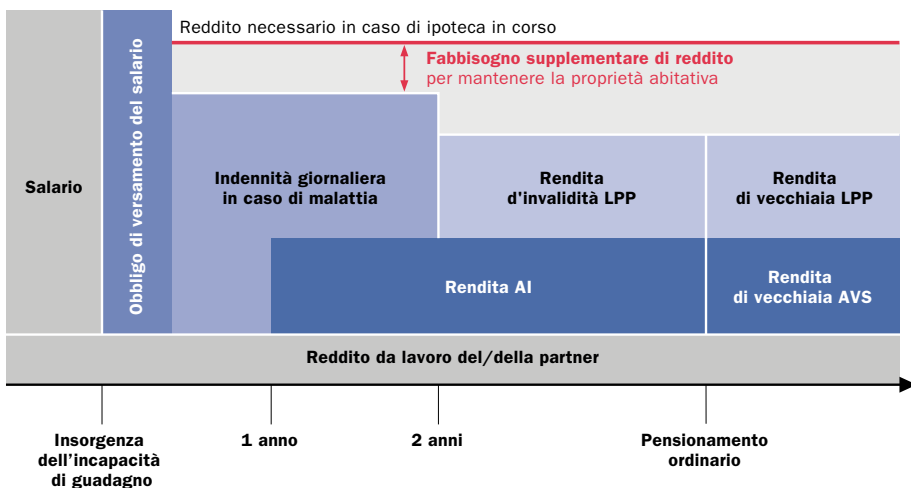 Reddito necessario in caso di ipoteca in corso
Fabbisogno supplementare di reddito
per mantenere la proprietà abitativa
Salario
Obbligo di versamento del salario
Indennità giornaliera
in caso di malattia
Rendita
d'invalidità LPP
Rendita
di vecchiaia LPP
Rendita AI
Rendita
di vecchiaia AVS
Reddito da lavoro del/della partner
Insorgenza
dell'incapacità
di guadagno
1 anno
2 anni
Pensionamento
ordinario